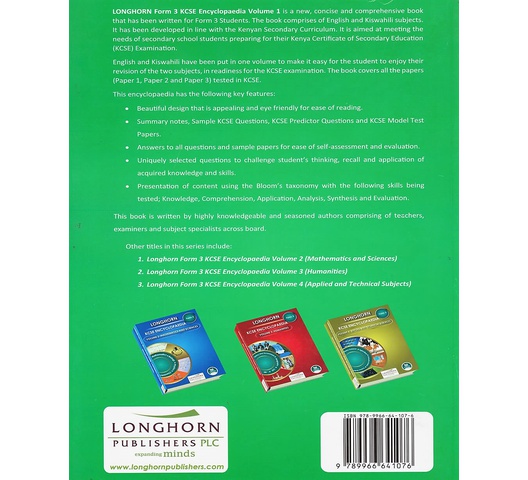 LONGHORN Form 3 KCSE Encyclopaedia Volume 1 is a new, concise and comprehensive book
that has been written for Form 3 Students. The book comprises of English and Kiswahili subjects.
It has been developed in line with the Kenyan Secondary Curriculum. It is aimed at meeting the
needs of secondary school students preparing for their Kenya Certificate of Secondary Education
(KCSE) Examination.
English and Kiswahili have been put in one volume to make it easy for the student to enjoy their
revision of the two subjects, in readiness for the KCSE examination. The book covers all the papers
(Paper 1, Paper 2 and Paper 3) tested in KCSE.
This encyclopaedia has the following key features:
• Beautiful design that is appealing and eye friendly for ease of reading.
• Summary notes, Sample KCSE Questions, KCSE Predictor Questions and KCSE Model Test
Papers.
• Answers to all questions and sample papers for ease of self-assessment and evaluation.
• Uniquely selected questions to challenge student's thinking, recall and application of
acquired knowledge and skills.
• Presentation of content using the Bloom's taxonomy with the following skills being
tested; Knowledge, Comprehension, Application, Analysis, Synthesis and Evaluation.
This book is written by highly knowledgeable and seasoned authors comprising of teachers,
examiners and subject specialists across board.
Other titles in this series include:
1. Longhorn Form 3 KCSE Encyclopaedia Volume 2 (Mathematics and Sciences)
2. Longhorn Form 3 KCSE Encyclopaedia Volume 3 (Humanities)
3. Longhorn Form 3 KCSE Encyclopaedia Volume 4 (Applied and Technical Subjects)
LONGHORN
KCSE ENCYCLOPAEDIA
LONGHORN
KCSE ENCYCLOPAEDIA
LONGHORN
KCSE ENCYCLOPAEDIA
LONGHORN
PUBLISHERS PLC
expanding minds
www.longhornpublishers.com
ISBN 978-9966-64-107-6
9 789966 641076